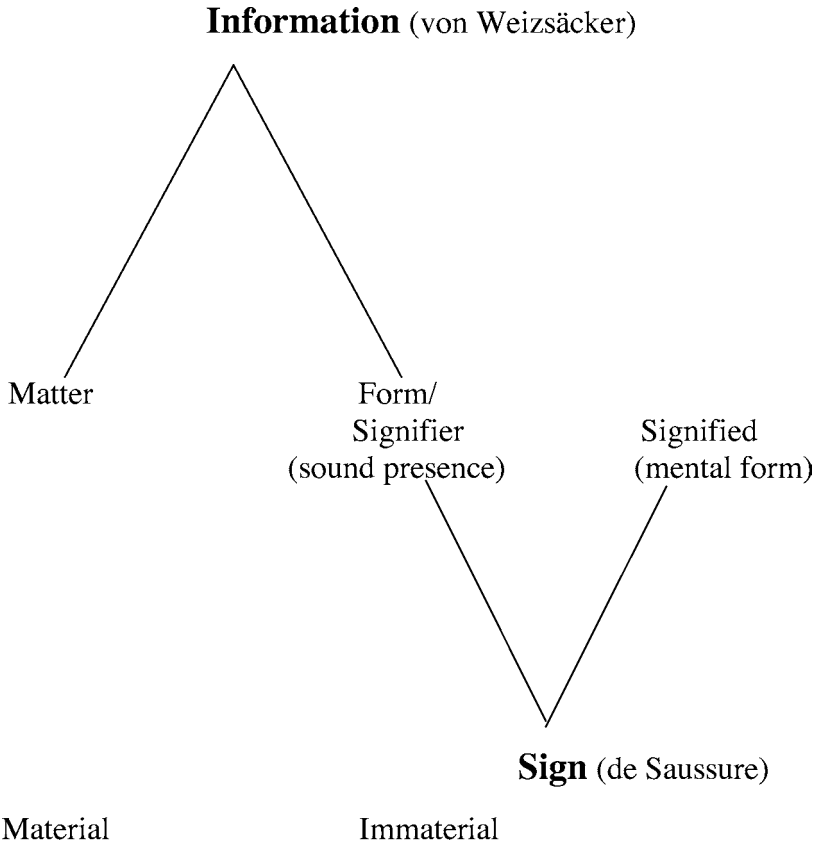 Information (von Weizsäcker)
Matter
Form/
Signifier
(sound presence)
Signified
(mental form)
Sign (de Saussure)
Material
Immaterial